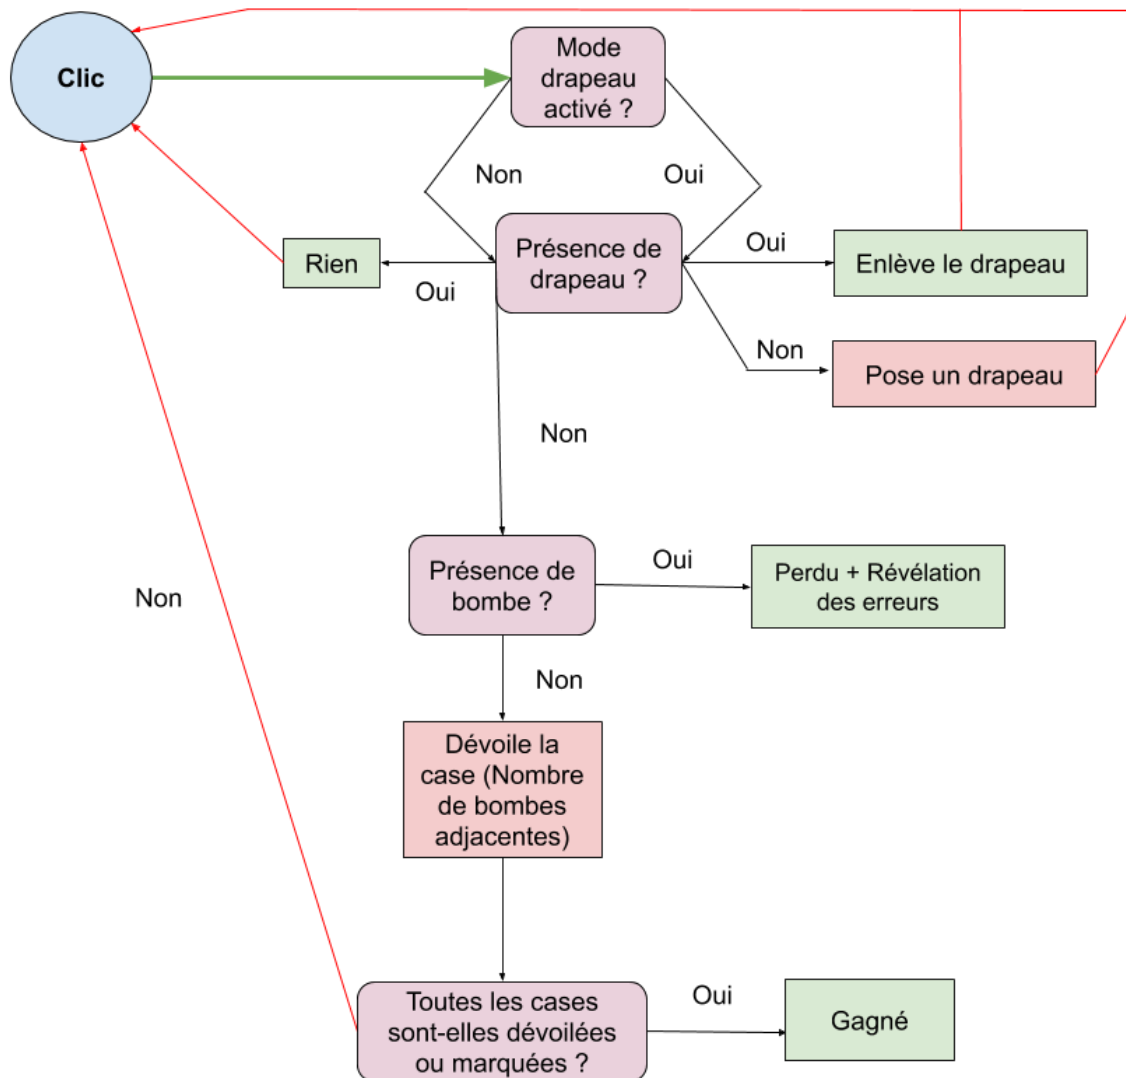 Clic
Mode
drapeau
activé ?
Non
Oui
Présence de
drapeau ?
Oui
Rien
Oui
Enlève le drapeau
Non
Pose un drapeau
Non
Présence de
bombe ?
Oui
Perdu + Révélation
des erreurs
Non
Non
Dévoile la
case (Nombre
de bombes
adjacentes)
Toutes les cases
sont-elles dévoilées
ou marquées ?
Oui
Gagné